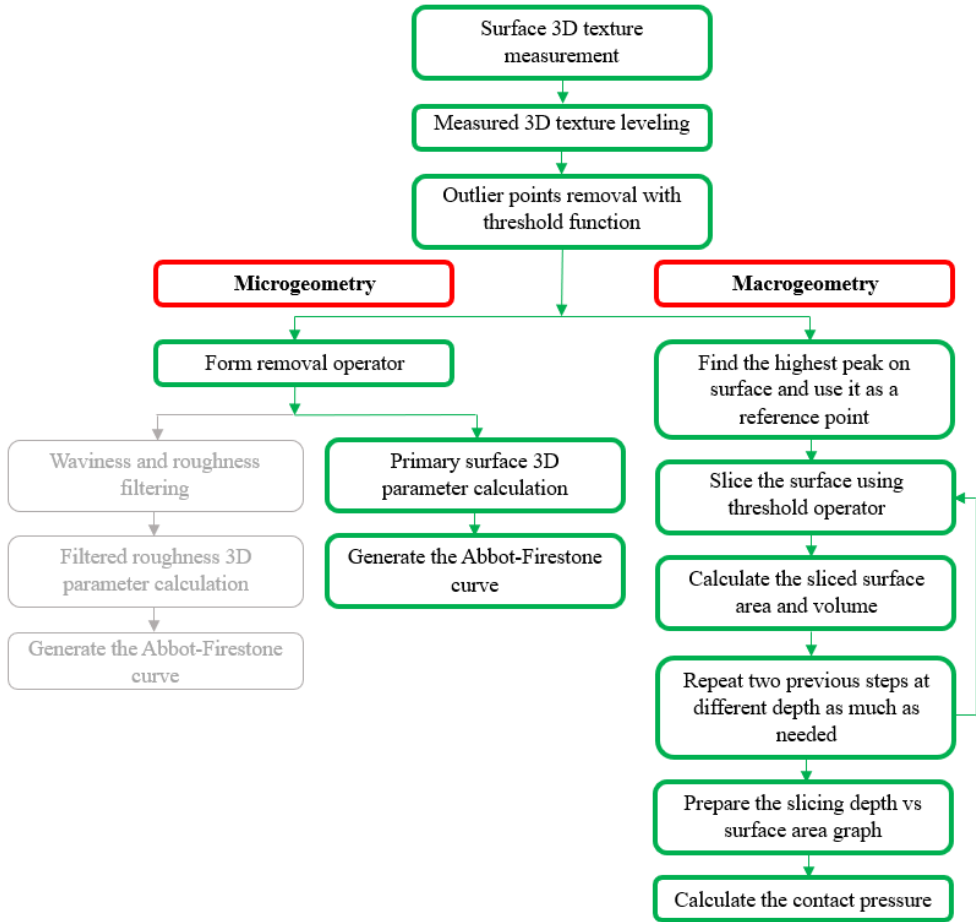 Surface 3D texture
measurement
Measured 3D texture leveling
Outlier points removal with
threshold function
Microgeometry
Macrogeometry
Form removal operator
Find the highest peak on
surface and use it as a
reference point
Waviness and roughness
filtering
Primary surface 3D
parameter calculation
Slice the surface using
threshold operator
Filtered roughness 3D
parameter calculation
Generate the Abbot-Firestone
curve
Calculate the sliced surface
area and volume
Generate the Abbot-Firestone
curve
Repeat two previous steps at
different depth as much as
needed
Prepare the slicing depth vs
surface area graph
Calculate the contact pressure